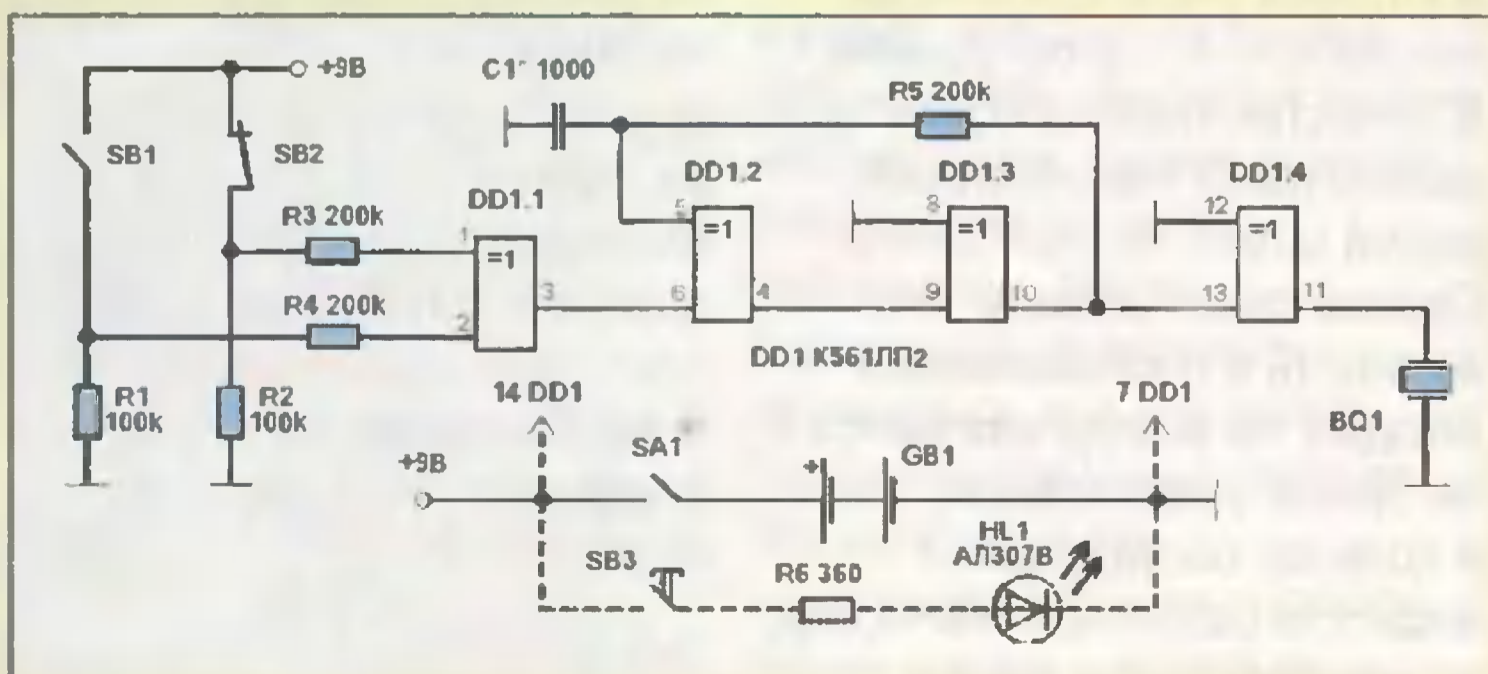 +9В
C1* 1000
R5 200k
SB1
SB2
DD1.1
DD1.2
DD1.3
DD1.4
R3 200k
1
=1
5
=1
8
=1
12
=1
R4 200k
2
3
6
4
9
10
13
11
DD1 К561ЛП2
R1
100k
R2
100k
14 DD1
7 DD1
BQ1
+9В
SA1
+
GB1
SB3
R6 360
HL1
АЛ307В